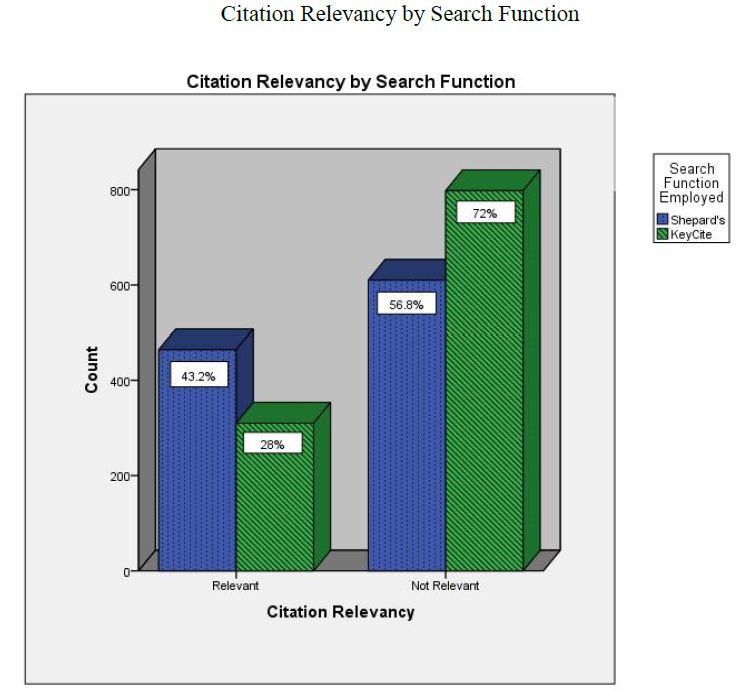 Citation Relevancy by Search Function
Citation Relevancy by Search Function
Search
Function
Employed
Shepard's
KeyCite
800
600
400
200
0
Count
72%
56.8%
43.2%
28%
Relevant
Not Relevant
Citation Relevancy